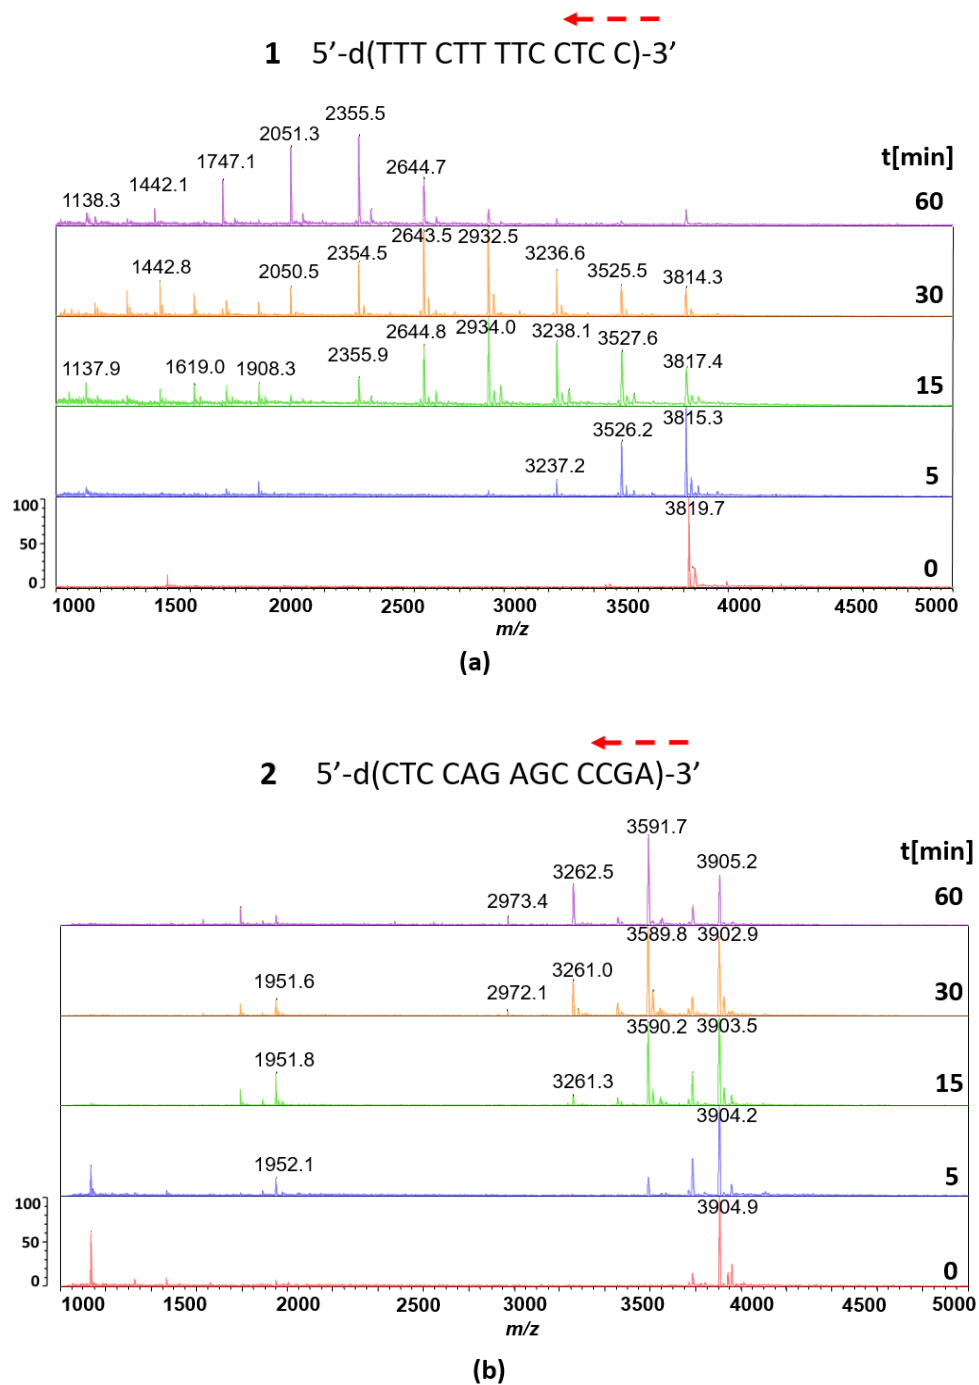 1 5’-d(TTT CTT TTC CTC C)-3’
t[min]
1138.3 1442.1 1747.1 2051.3 2355.5 2644.7 60
1442.8 2050.5 2354.5 2643.5 2932.5 3236.6 3525.5 3814.3 30
1137.9 1619.0 1908.3 2355.9 2644.8 2934.0 3238.1 3527.6 3817.4 15
3237.2 3526.2 3815.3 5
100
50
0
3819.7 0
1000 1500 2000 2500 3000 3500 4000 4500 5000
m/z
(a)
2 5’-d(CTC CAG AGC CCGA)-3’
t[min]
2973.4 3262.5 3591.7 3905.2 60
1951.6 2972.1 3261.0 3589.8 3902.9 30
1951.8 3261.3 3590.2 3903.5 15
1952.1 3904.2 5
100
50
0
3904.9 0
1000 1500 2000 2500 3000 3500 4000 4500 5000
m/z
(b)